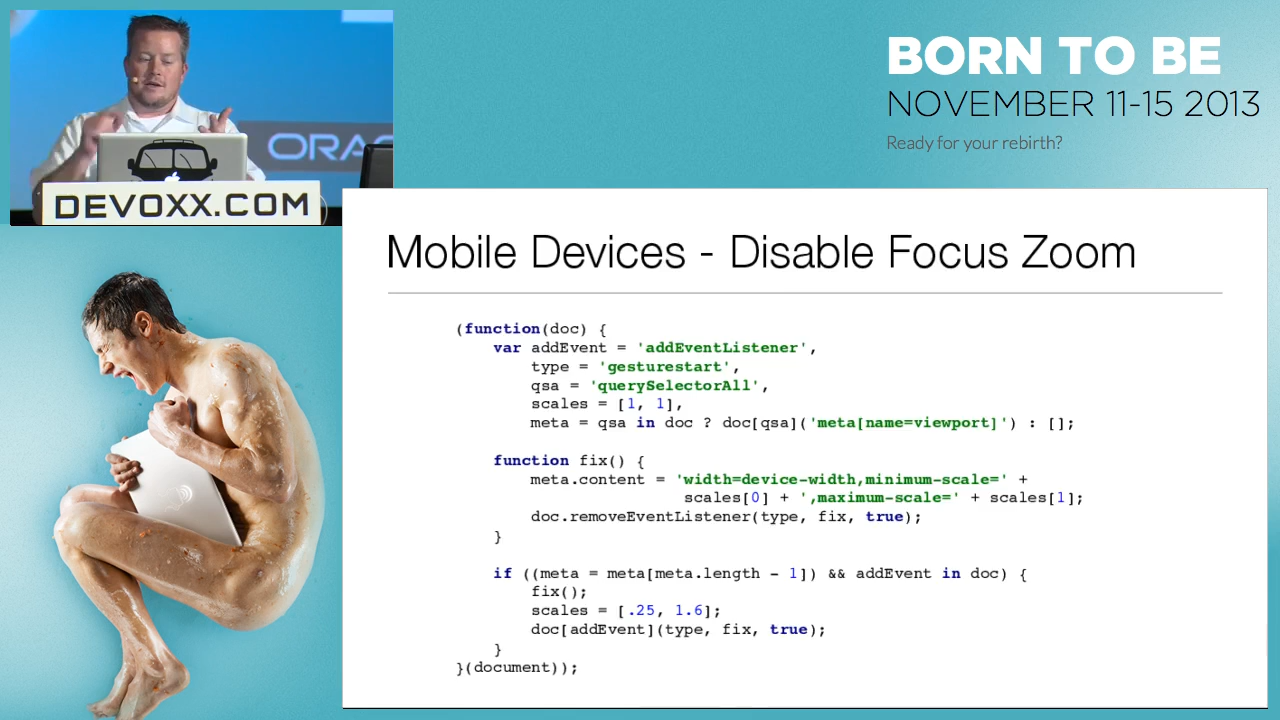 BORN TO BE
NOVEMBER 11-15 2013
Ready for your rebirth?
DEVOXX.COM
Mobile Devices - Disable Focus Zoom
(function(doc) {
    var addEvent = 'addEventListener',
        type = 'gesturestart',
        qsa = 'querySelectorAll',
        scales = [1, 1],
        meta = qsa in doc ? doc[qsa]('meta[name=viewport]') : [];
    function fix() {
        meta.content = 'width=device-width,minimum-scale=' +
                        scales[0] + ',maximum-scale=' + scales[1];
        doc.removeEventListener(type, fix, true);
    }
    if ((meta = meta[meta.length - 1]) && addEvent in doc) {
        fix();
        scales = [.25, 1.6];
        doc[addEvent](type, fix, true);
    }
}(document));